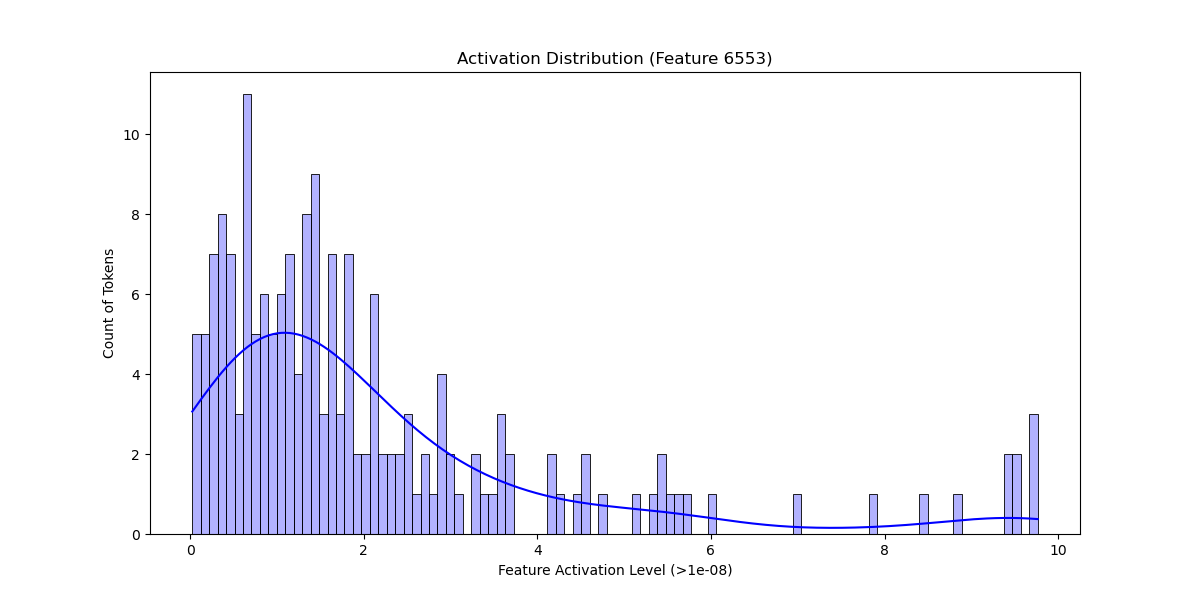 Activation Distribution (Feature 6553)
Count of Tokens
10
8
6
4
2
0
0 2 4 6 8 10
Feature Activation Level (>1e-08)